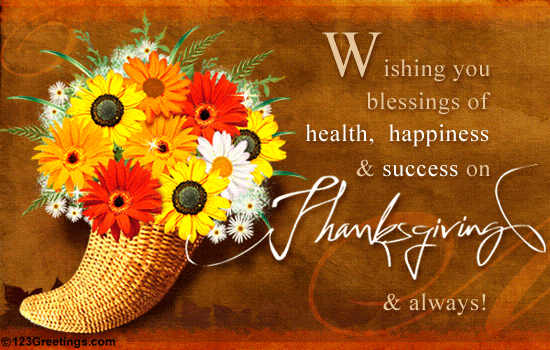 Wishing you
blessings of
health, happiness
& success on
Thanksgiving
& always!
©123Greetings.com